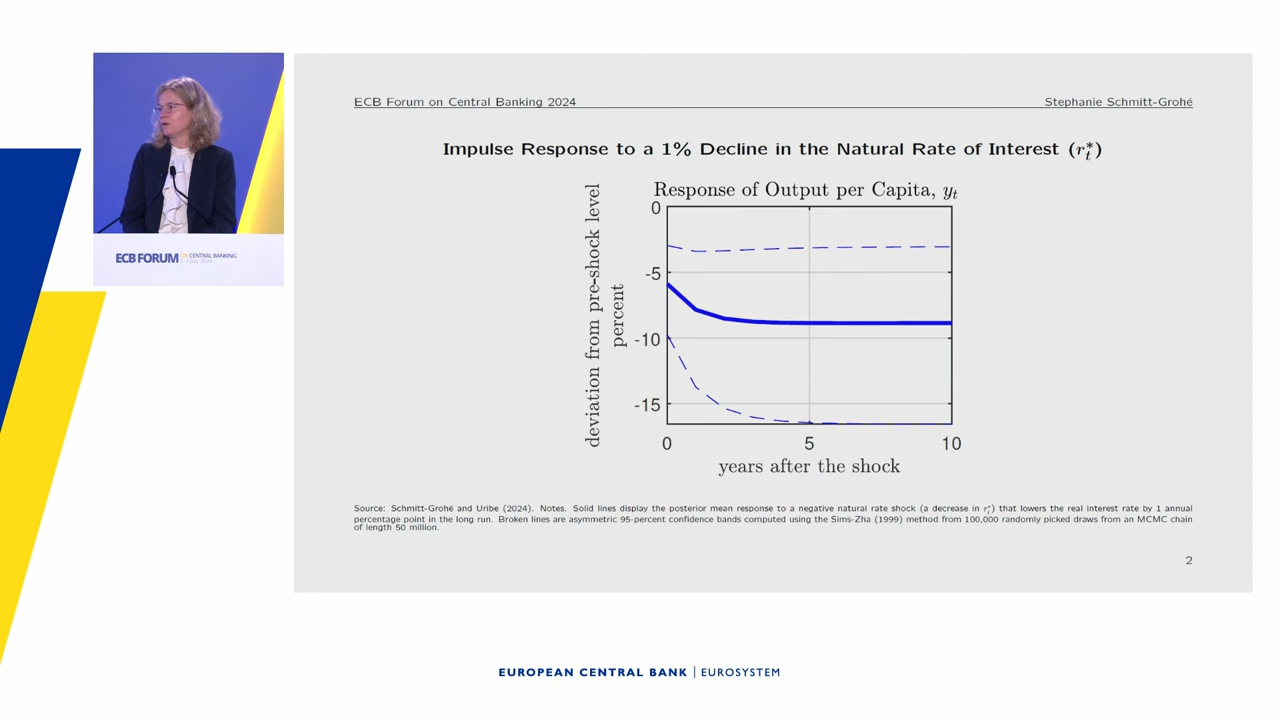 ECB Forum on Central Banking 2024
Stephanie Schmitt-Grohé
Impulse Response to a 1% Decline in the Natural Rate of Interest (r*t)
Response of Output per Capita, yt
deviation from pre-shock level
percent
0
-5
-10
-15
0
5
10
years after the shock
Source: Schmitt-Grohé and Uribe (2024). Notes. Solid lines display the posterior mean response to a negative natural rate shock (a decrease in r*t) that lowers the real interest rate by 1 annual
percentage point in the long run. Broken lines are asymmetric 95-percent confidence bands computed using the Sims-Zha (1999) method from 100,000 randomly picked draws from an MCMC chain
of length 50 million.
2
ECB FORUM ON CENTRAL BANKING
July 2024
EUROPEAN CENTRAL BANK | EUROSYSTEM